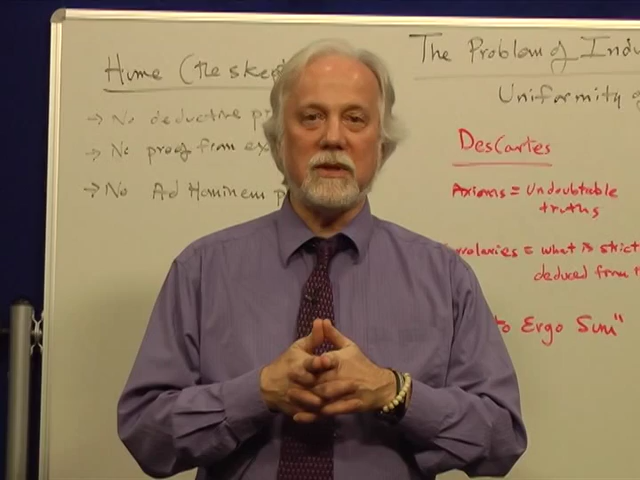 Hume (the skep
→ No deductive p
→ No proof from ex
→ No Ad Hominem p
The Problem of Indu
Uniformity o
DesCartes
Axioms = Undoubtable
truths
orrolaries = what is strict
deduced from t
to Ergo Sum"